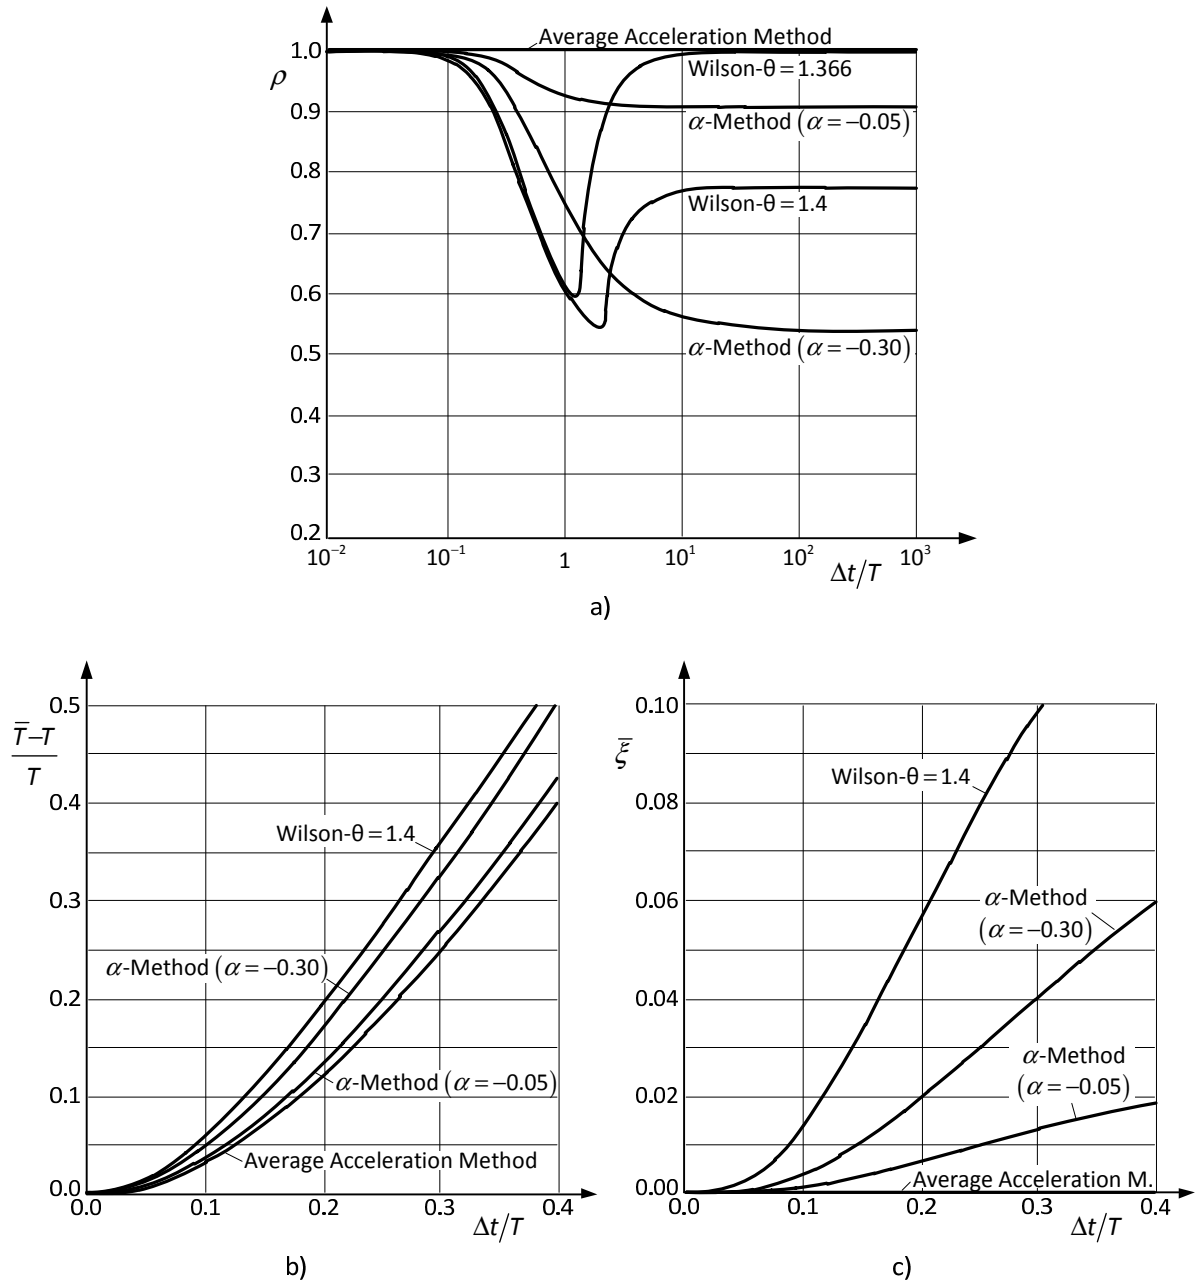 Average Acceleration Method
1.0
ρ
Wilson-θ = 1.366
0.9
α-Method (α = −0.05)
0.8
Wilson-θ = 1.4
0.7
0.6
α-Method (α = −0.30)
0.5
0.4
0.3
0.2
10⁻² 10⁻¹ 1 10¹ 10² 10³
Δt/T
a)
0.5
T̅−T
T
0.4
Wilson-θ = 1.4
0.3
α-Method (α = −0.30)
0.2
α-Method (α = −0.05)
0.1
Average Acceleration Method
0.0
0.0 0.1 0.2 0.3 0.4
Δt/T
b)
0.10
ξ̅
Wilson-θ = 1.4
0.08
α-Method
(α = −0.30)
0.06
0.04
α-Method
(α = −0.05)
0.02
Average Acceleration M.
0.00
0.0 0.1 0.2 0.3 0.4
Δt/T
c)